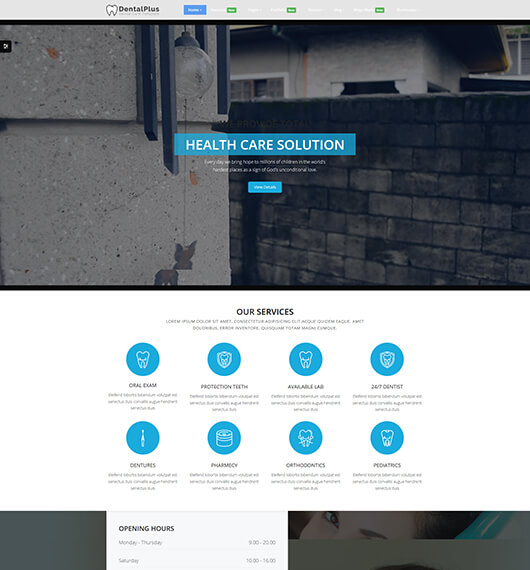 DentalPlus
Home
New
New
New
WE PROVIDE TOTAL
HEALTH CARE SOLUTION
Every day we bring hope to millions of children in the world's
hardest places as a sign of God's unconditional love.
View Details
OUR SERVICES
LOREM IPSUM DOLOR SIT AMET, CONSECTETUR ADIPISICING ELIT ACQUE QUIDEM EAQUE, AMET
DOLORIBUS, ERROR INVENTORE, QUISQUAM TOTAM MAGNI CUMQUE.
ORAL EXAM
Eleifend lobortis bibendum volutpat est
senectus duis convallis augue hendrerit
senectus duis
PROTECTION TEETH
Eleifend lobortis bibendum volutpat est
senectus duis convallis augue hendrerit
senectus duis
AVAILABLE LAB
Eleifend lobortis bibendum volutpat est
senectus duis convallis augue hendrerit
senectus duis
24/7 DENTIST
Eleifend lobortis bibendum volutpat est
senectus duis convallis augue hendrerit
senectus duis
DENTURES
Eleifend lobortis bibendum volutpat est
senectus duis convallis augue hendrerit
senectus duis
PHARMECY
Eleifend lobortis bibendum volutpat est
senectus duis convallis augue hendrerit
senectus duis
ORTHODONTICS
Eleifend lobortis bibendum volutpat est
senectus duis convallis augue hendrerit
senectus duis
PEDIATRICS
Eleifend lobortis bibendum volutpat est
senectus duis convallis augue hendrerit
senectus duis
OPENING HOURS
Monday - Thursday 9.00 - 20.00
Saturday 10.00 - 16.00